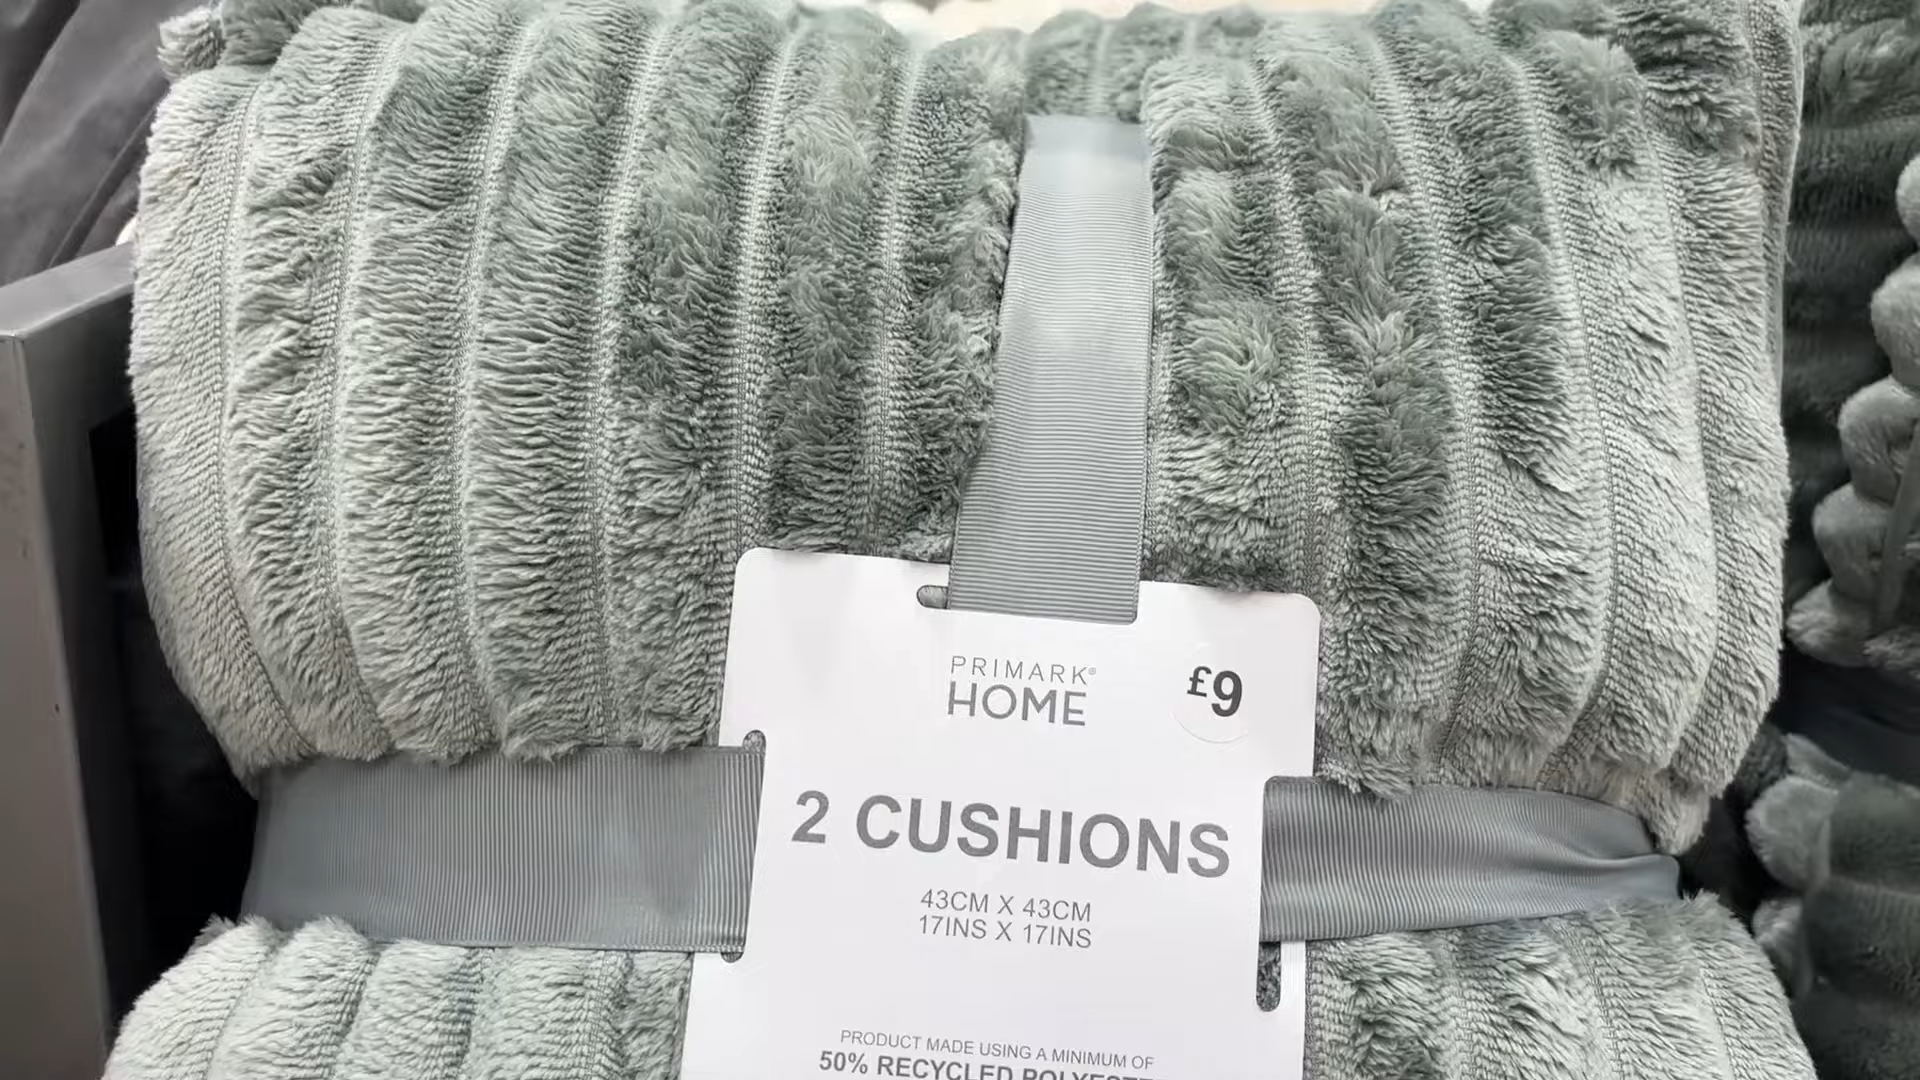 PRIMARK®
HOME
£9
2 CUSHIONS
43CM X 43CM
17INS X 17INS
PRODUCT MADE USING A MINIMUM OF
50% RECYCLED